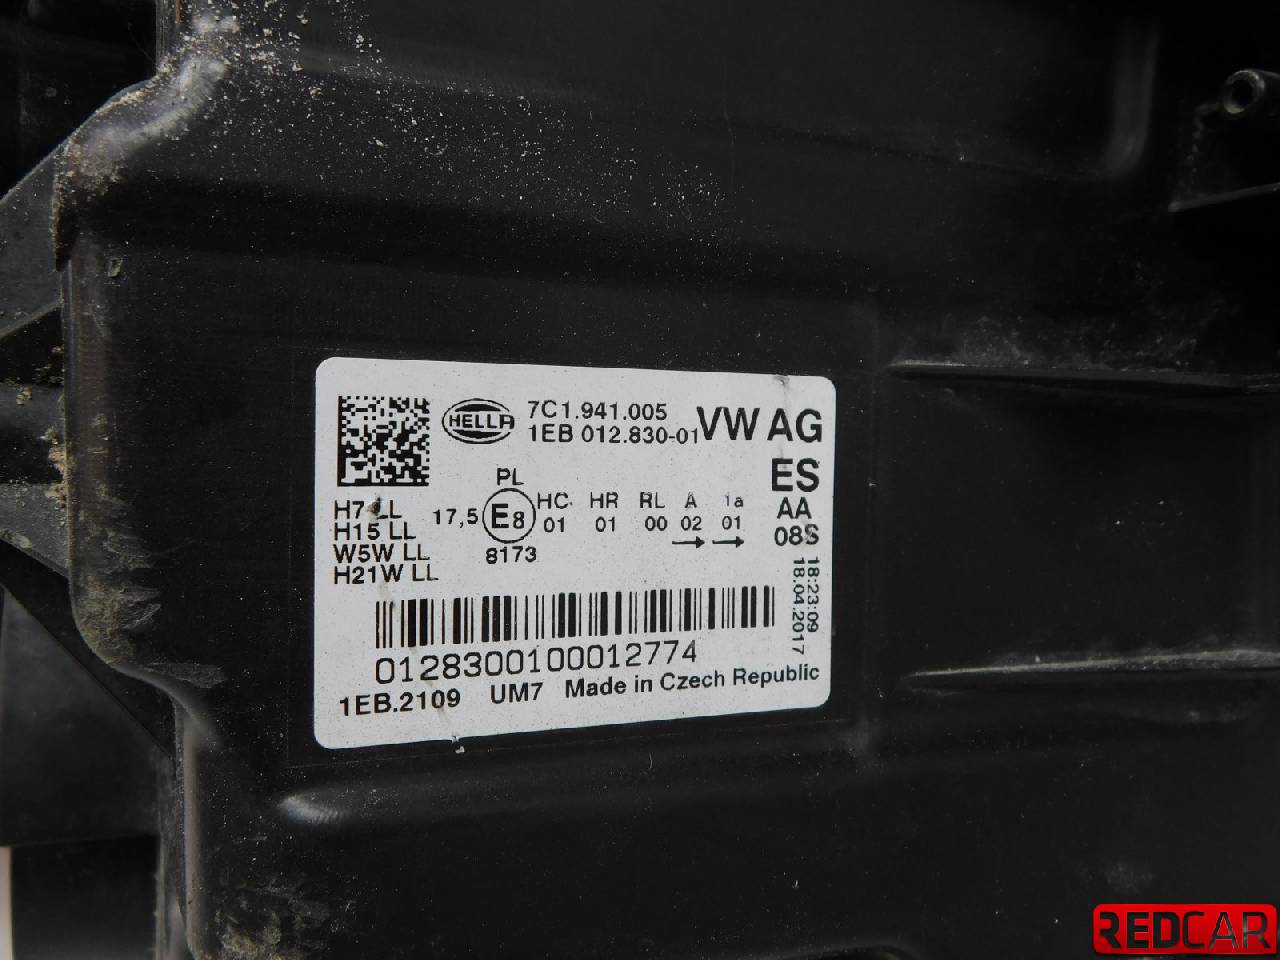 HELLA
7C1.941.005
1EB 012.830-01
VW AG
ES
AA
08S
PL
H7 LL
H15 LL
W5W LL
H21W LL
17,5 E8 HC HR RL A 1a
01 01 00 02 01
8173
18:23:09
18.04.2017
0128300100012774
1EB.2109 UM7 Made in Czech Republic
REDCAR